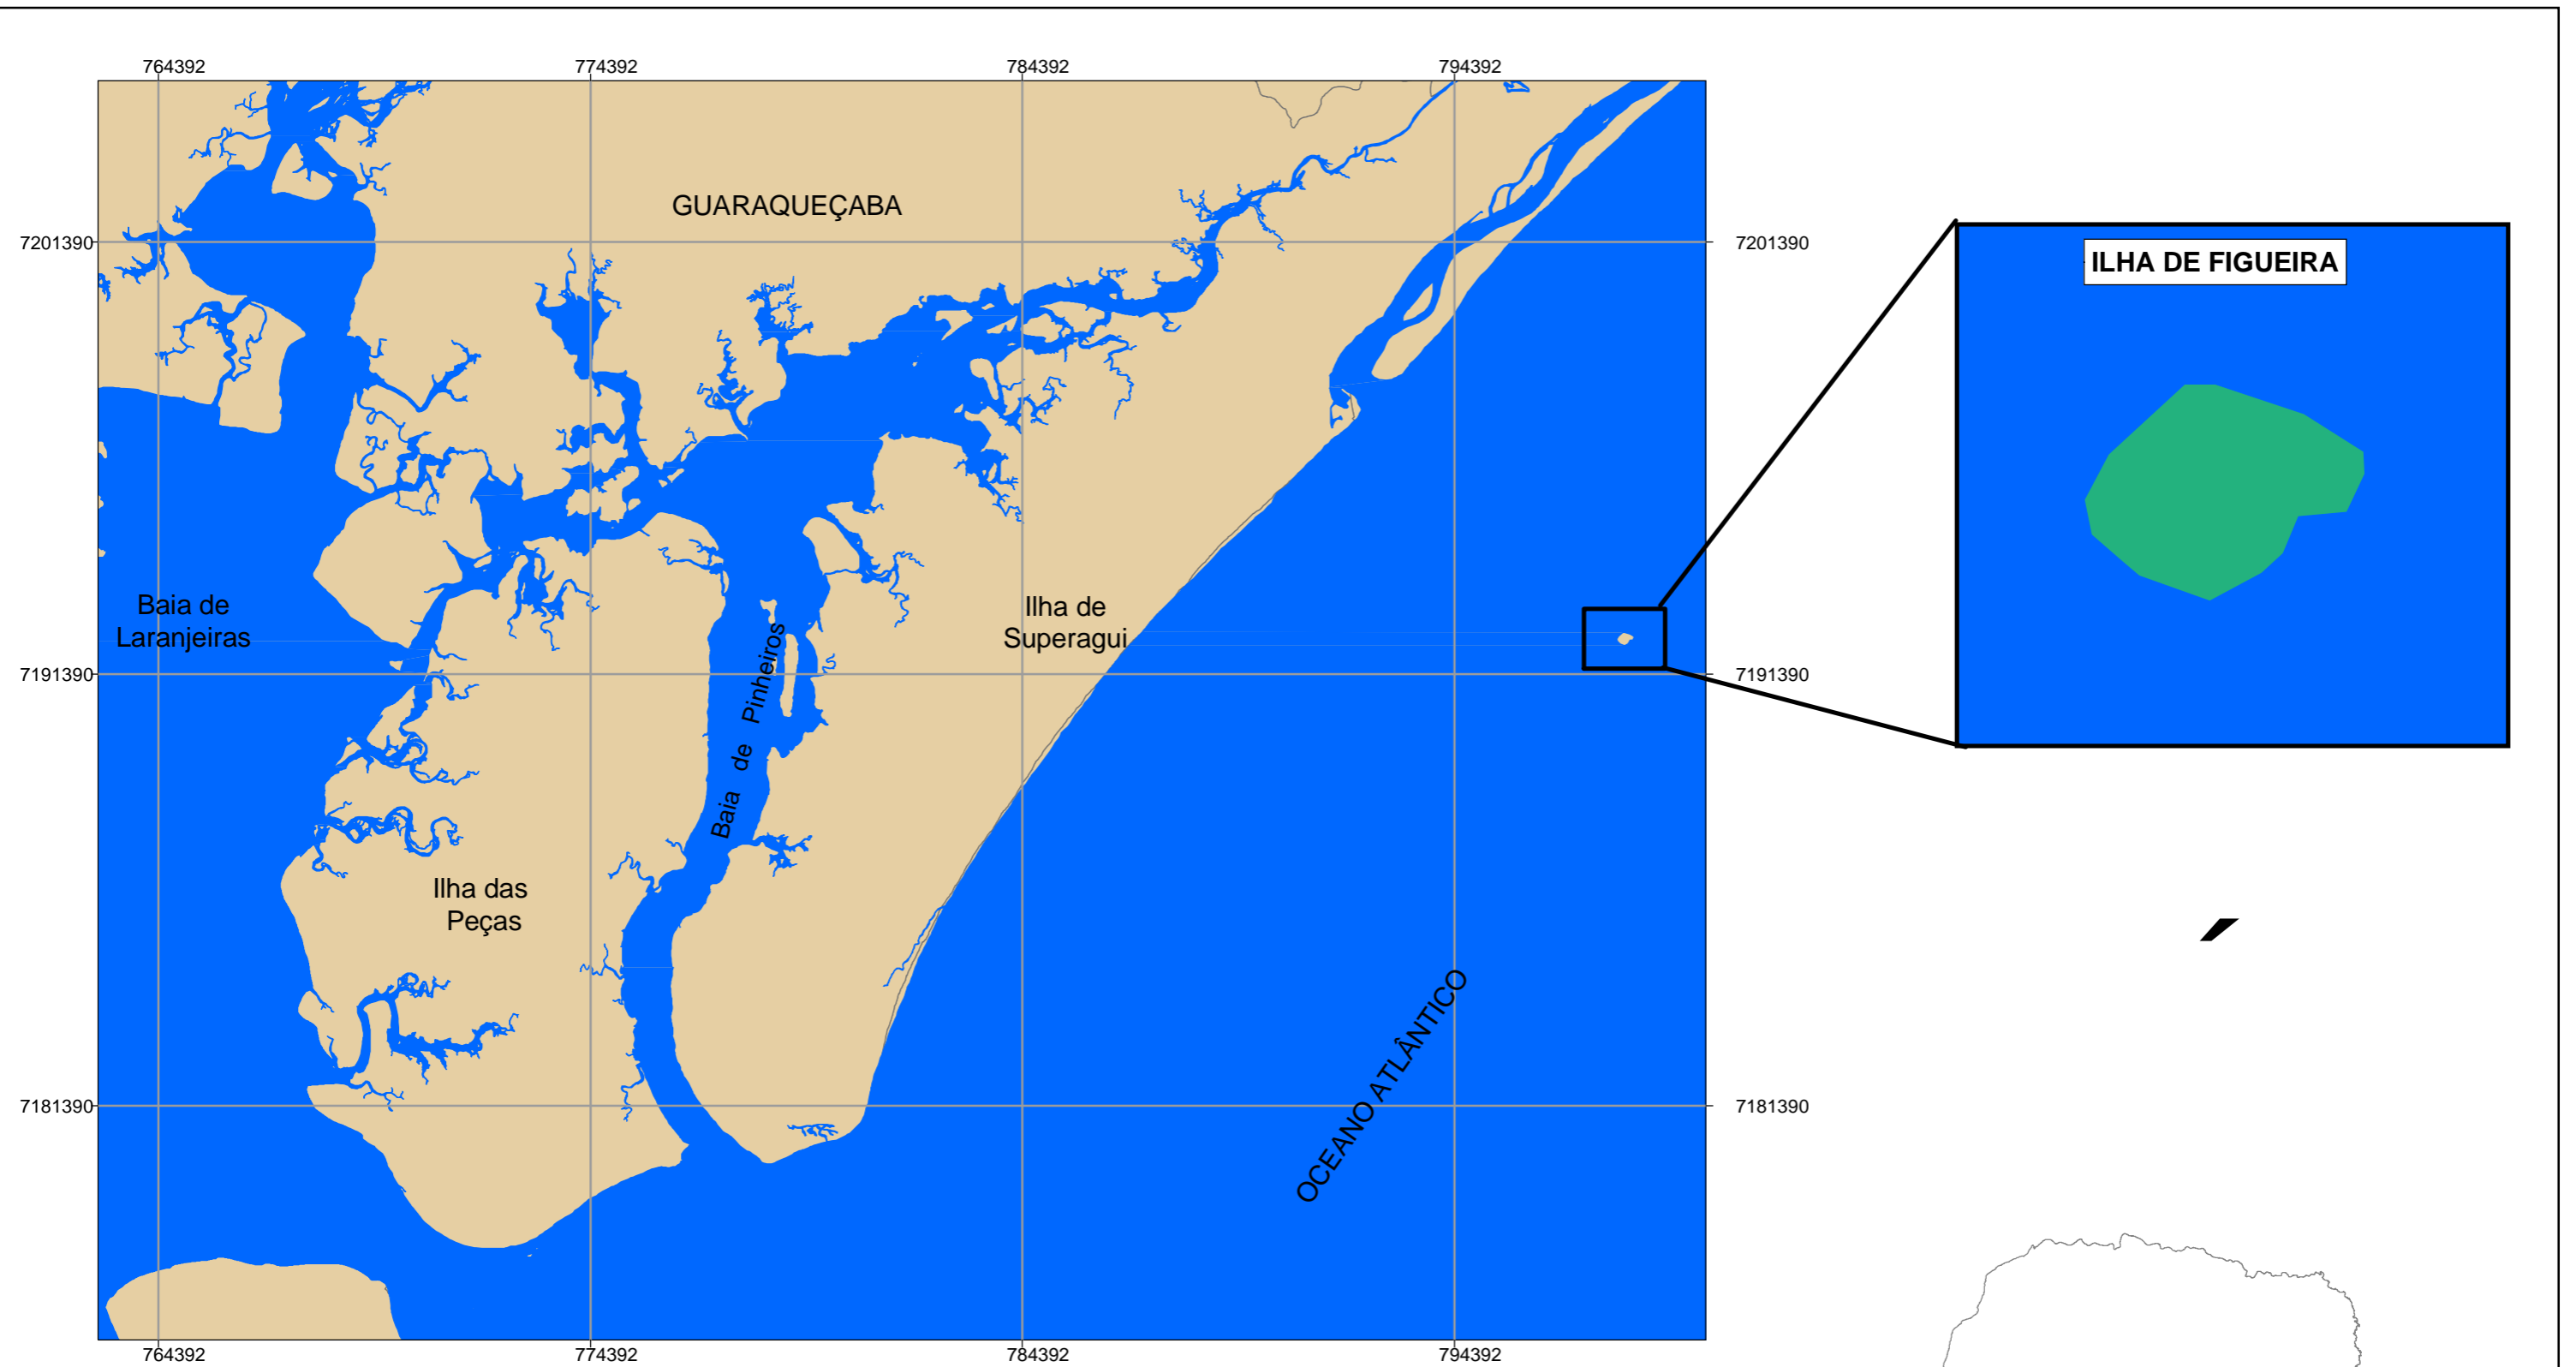 764392 774392 784392 794392
GUARAQUEÇABA
7201390 7201390
ILHA DE FIGUEIRA
Baia de
Laranjeiras
Ilha de
Superagui
Baia de Pinheiros
7191390 7191390
Ilha das
Peças
OCEANO ATLÂNTICO
7181390 7181390
764392 774392 784392 794392